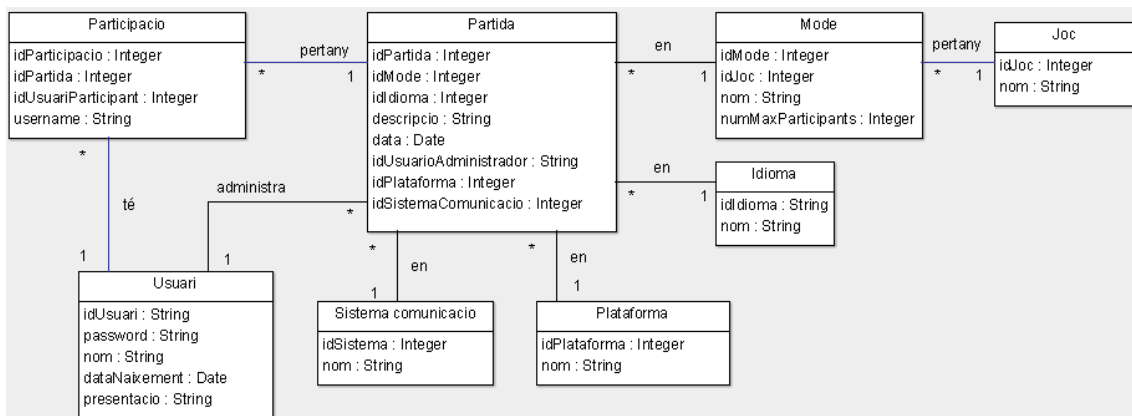 Participacio
idParticipacio : Integer
idPartida : Integer
idUsuariParticipant : Integer
username : String
pertany
*
1
Partida
idPartida : Integer
idMode : Integer
idIdioma : Integer
descripcio : String
data : Date
idUsuarioAdministrador : String
idPlataforma : Integer
idSistemaComunicacio : Integer
en
*
1
Mode
idMode : Integer
idJoc : Integer
nom : String
numMaxParticipants : Integer
pertany
*
1
Joc
idJoc : Integer
nom : String
en
*
1
Idioma
idIdioma : String
nom : String
*
té
1
administra
*
1
Usuari
idUsuari : String
password : String
nom : String
dataNaixement : Date
presentacio : String
*
en
1
Sistema comunicacio
idSistema : Integer
nom : String
*
en
1
Plataforma
idPlataforma : Integer
nom : String